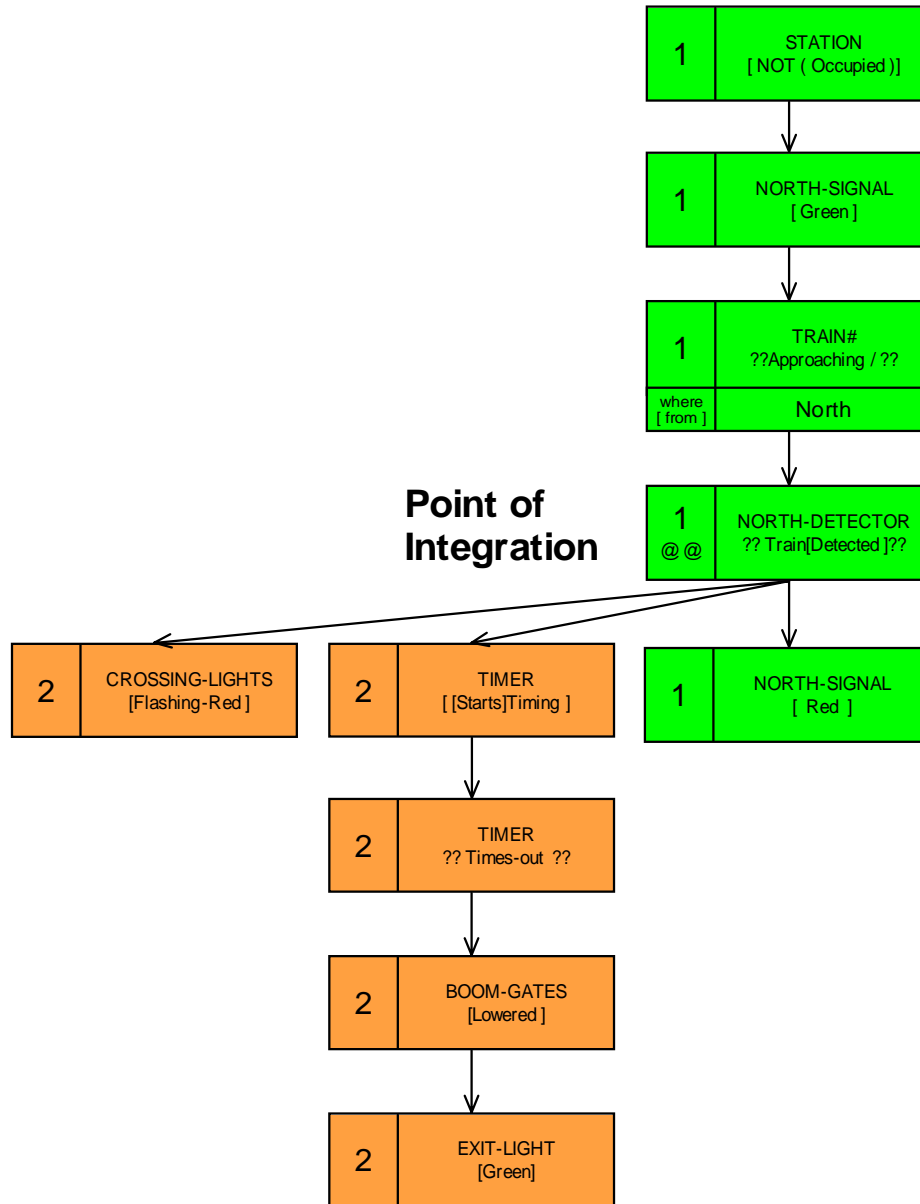 1
STATION
[ NOT ( Occupied )]
1
NORTH-SIGNAL
[ Green ]
1
TRAIN#
??Approaching / ??
where
[ from ]
North
Point of
Integration
1
@ @
NORTH-DETECTOR
?? Train[Detected ]??
2
CROSSING-LIGHTS
[Flashing-Red ]
2
TIMER
[ [Starts]Timing ]
1
NORTH-SIGNAL
[ Red ]
2
TIMER
?? Times-out ??
2
BOOM-GATES
[Lowered ]
2
EXIT-LIGHT
[Green]